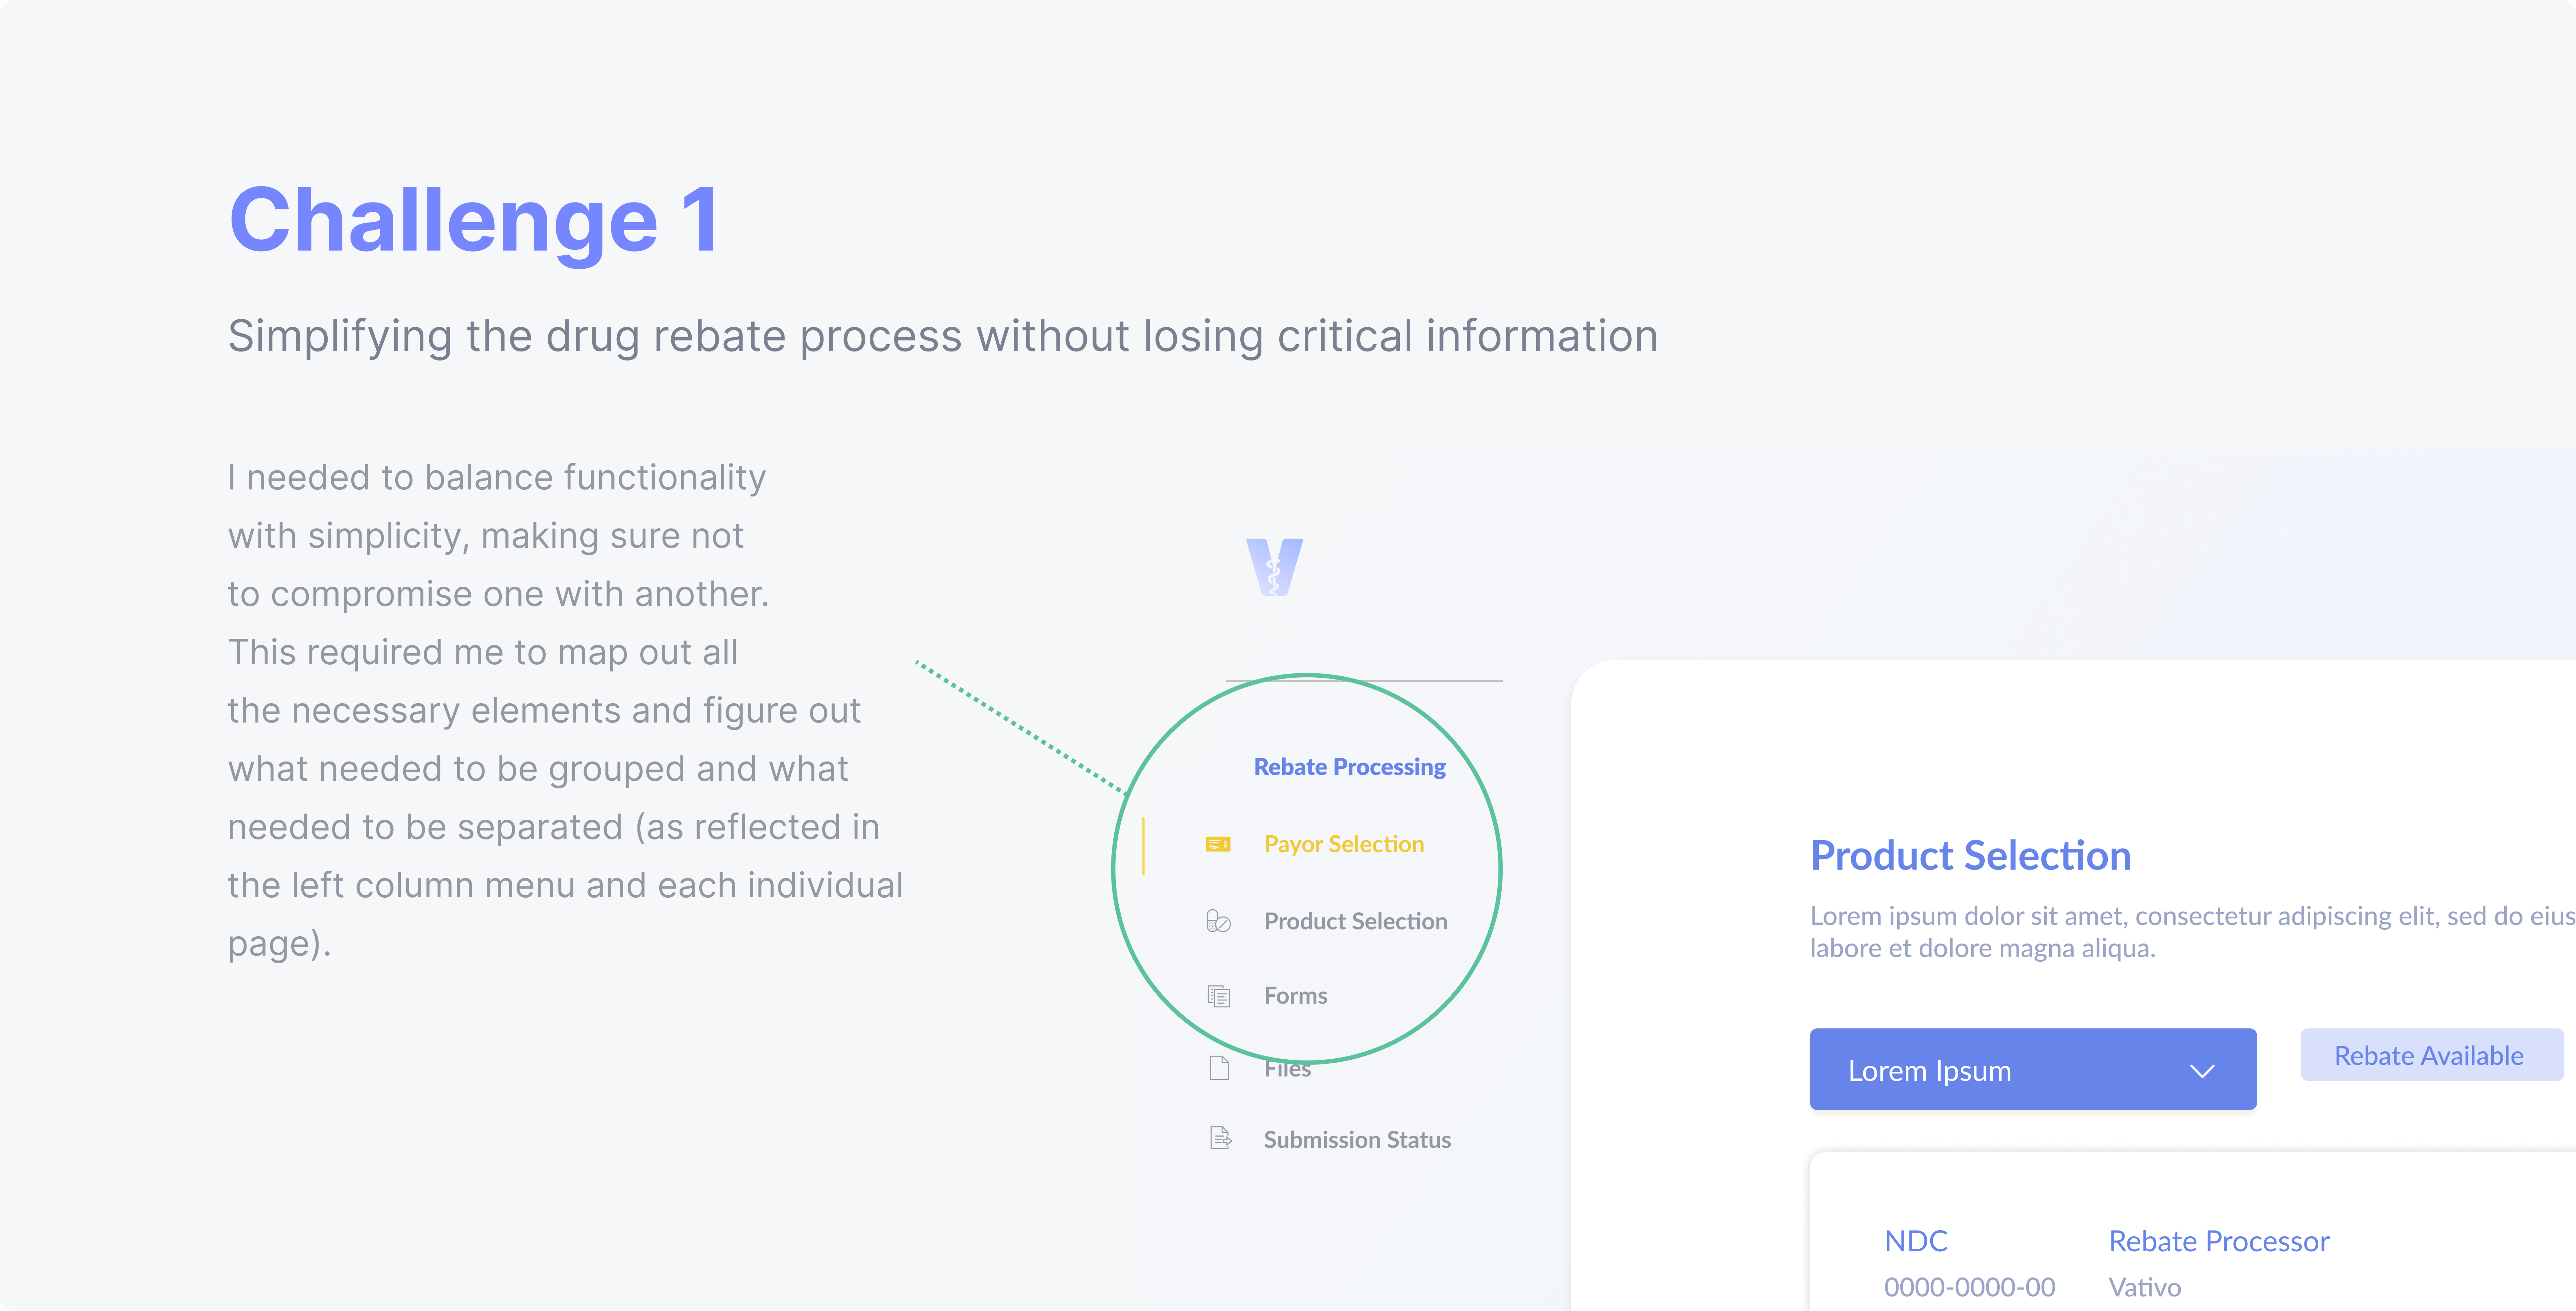 Challenge 1
Simplifying the drug rebate process without losing critical information
I needed to balance functionality
with simplicity, making sure not
to compromise one with another.
This required me to map out all
the necessary elements and figure out
what needed to be grouped and what
needed to be separated (as reflected in
the left column menu and each individual
page).
V
Rebate Processing
Payor Selection
Product Selection
Forms
Files
Submission Status
Product Selection
Lorem ipsum dolor sit amet, consectetur adipiscing elit, sed do eius
labore et dolore magna aliqua.
Lorem Ipsum
Rebate Available
NDC
Rebate Processor
0000-0000-00
Vativo